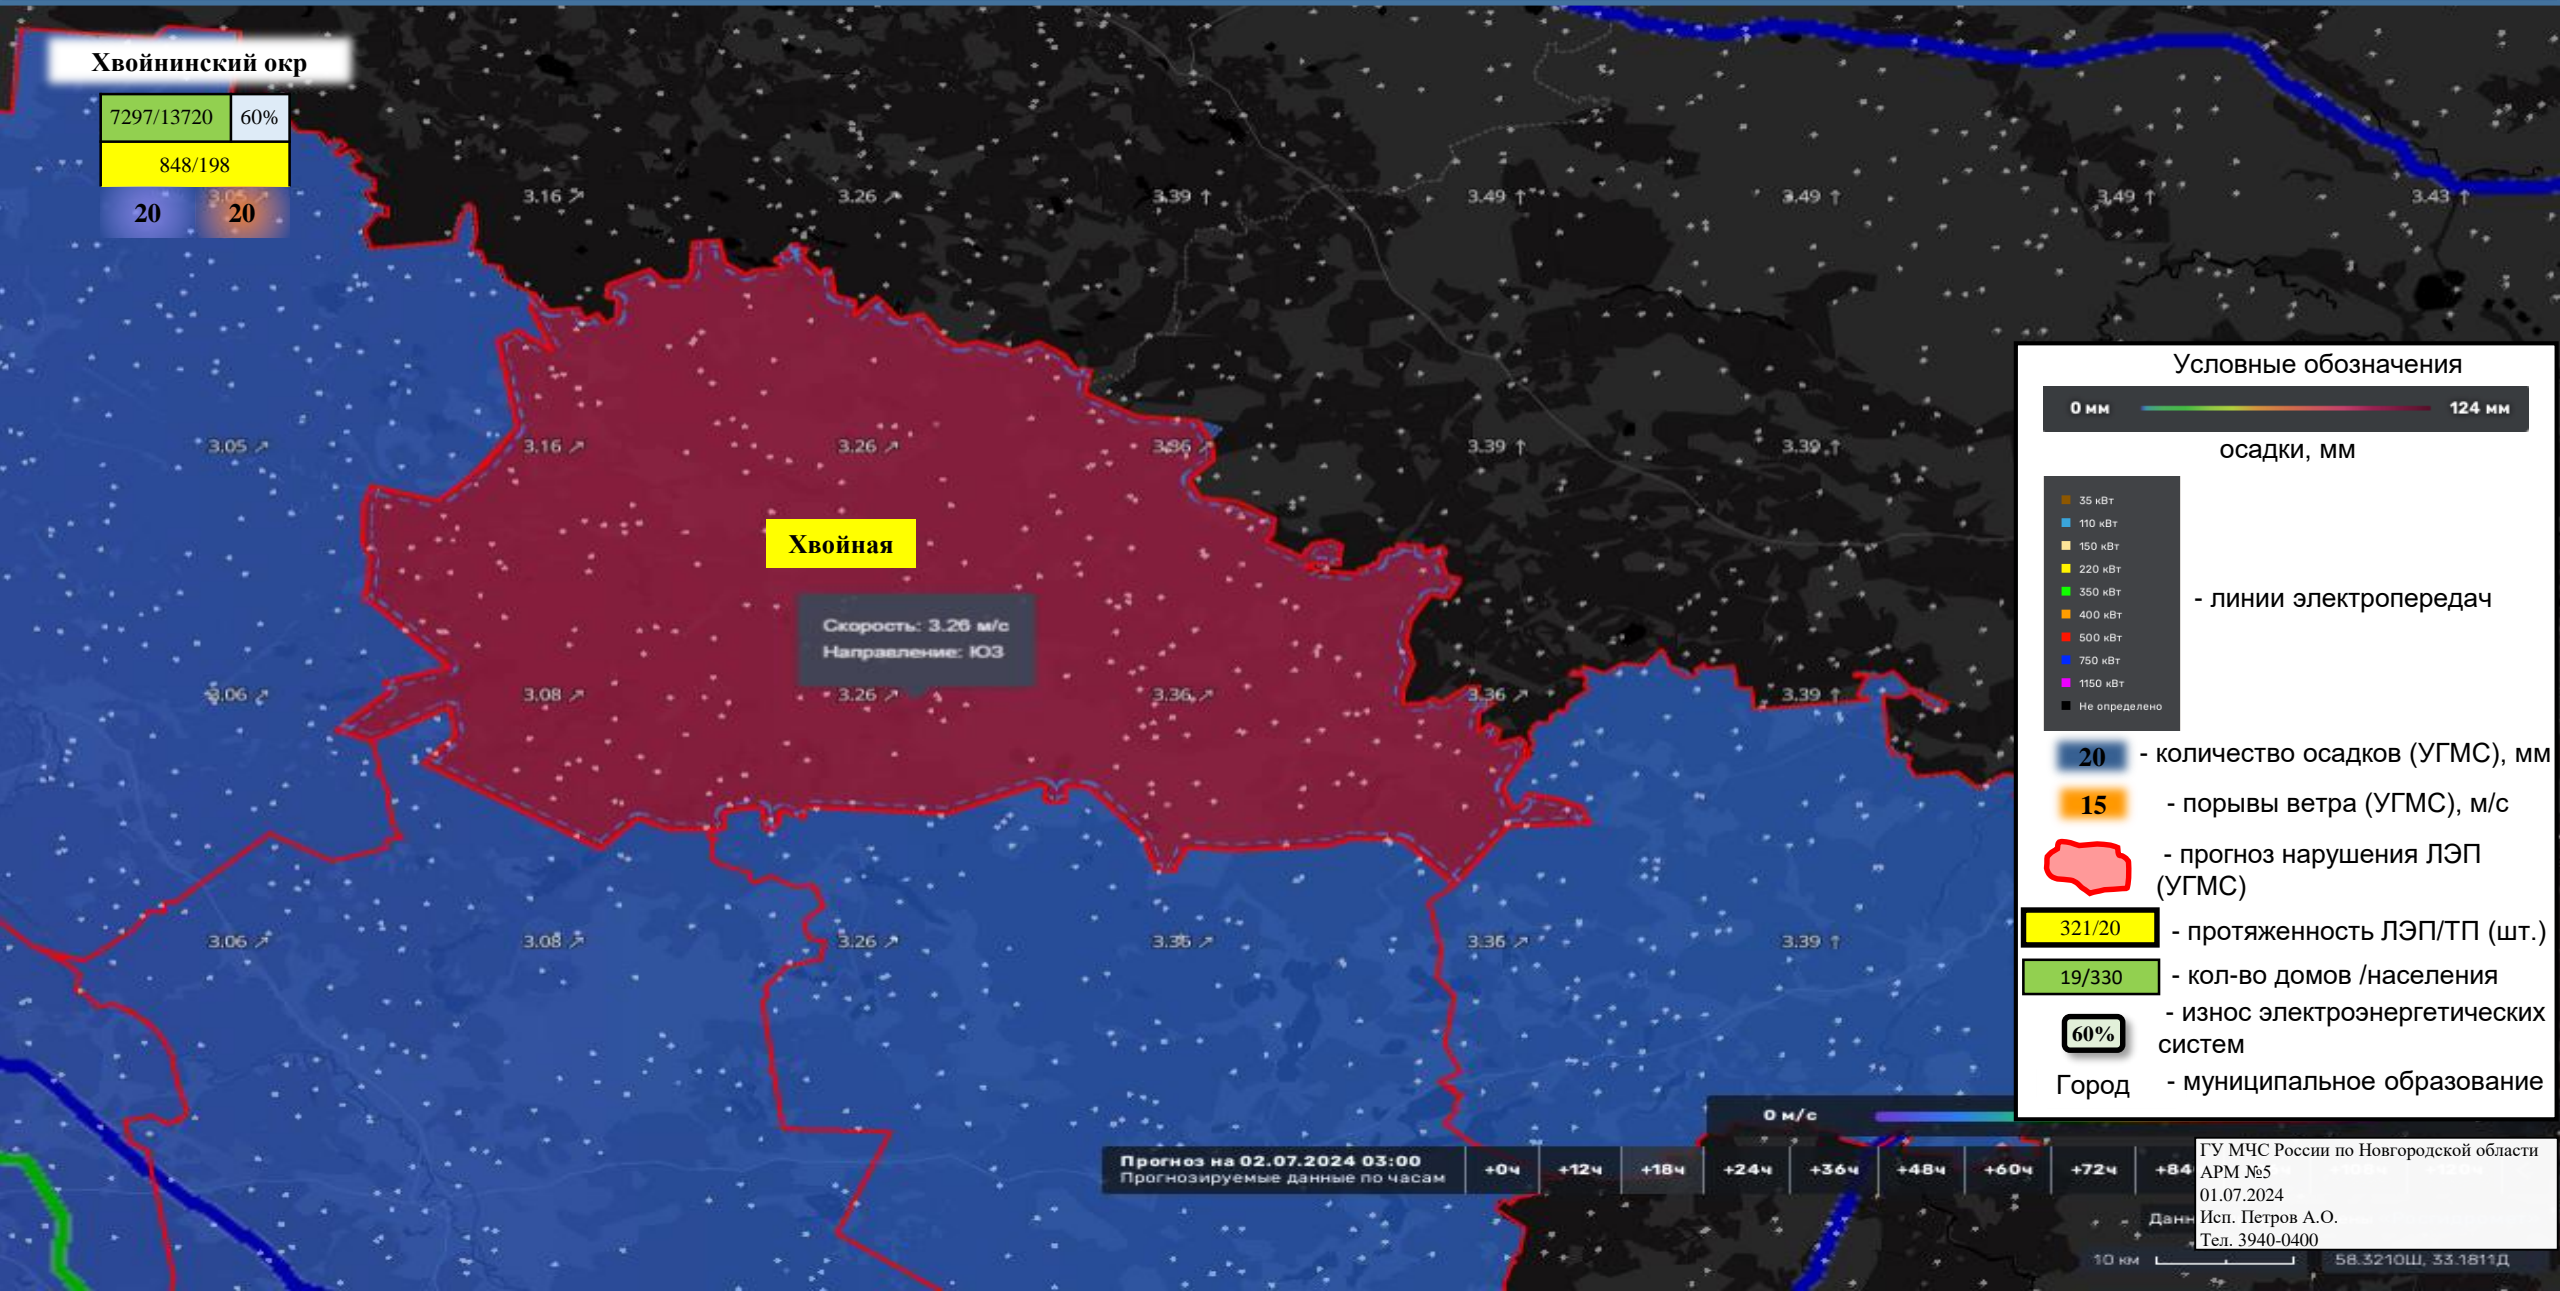 Хвойнинский окр
7297/13720 60%
848/198
3.05 ↗
20 20
3.16 ↗ 3.26 ↗ 3.39 ↑ 3.49 ↑ 3.49 ↑ 3.49 ↑ 3.43 ↑
3.05 ↗ 3.16 ↗ 3.26 ↗ 3.36 ↗ 3.39 ↑ 3.39 ↑
Хвойная
Скорость: 3.26 м/с
Направление: ЮЗ
3.06 ↗ 3.08 ↗ 3.26 ↗ 3.36 ↗ 3.36 ↗ 3.39 ↑
3.06 ↗ 3.08 ↗ 3.26 ↗ 3.36 ↗ 3.36 ↗ 3.39 ↑
Условные обозначения
0 мм 124 мм
осадки, мм
35 кВт
110 кВт
150 кВт
220 кВт
350 кВт
400 кВт
500 кВт
750 кВт
1150 кВт
Не определено
- линии электропередач
20 - количество осадков (УГМС), мм
15 - порывы ветра (УГМС), м/с
- прогноз нарушения ЛЭП
(УГМС)
321/20 - протяженность ЛЭП/ТП (шт.)
19/330 - кол-во домов /населения
60% - износ электроэнергетических
систем
Город - муниципальное образование
0 м/с
Прогноз на 02.07.2024 03:00
Прогнозируемые данные по часам
+0ч +12ч +18ч +24ч +36ч +48ч +60ч +72ч +84
ГУ МЧС России по Новгородской области
АРМ №5
01.07.2024
Исп. Петров А.О.
Тел. 3940-0400
Данн
10 км
58.3210Ш, 33.1811Д